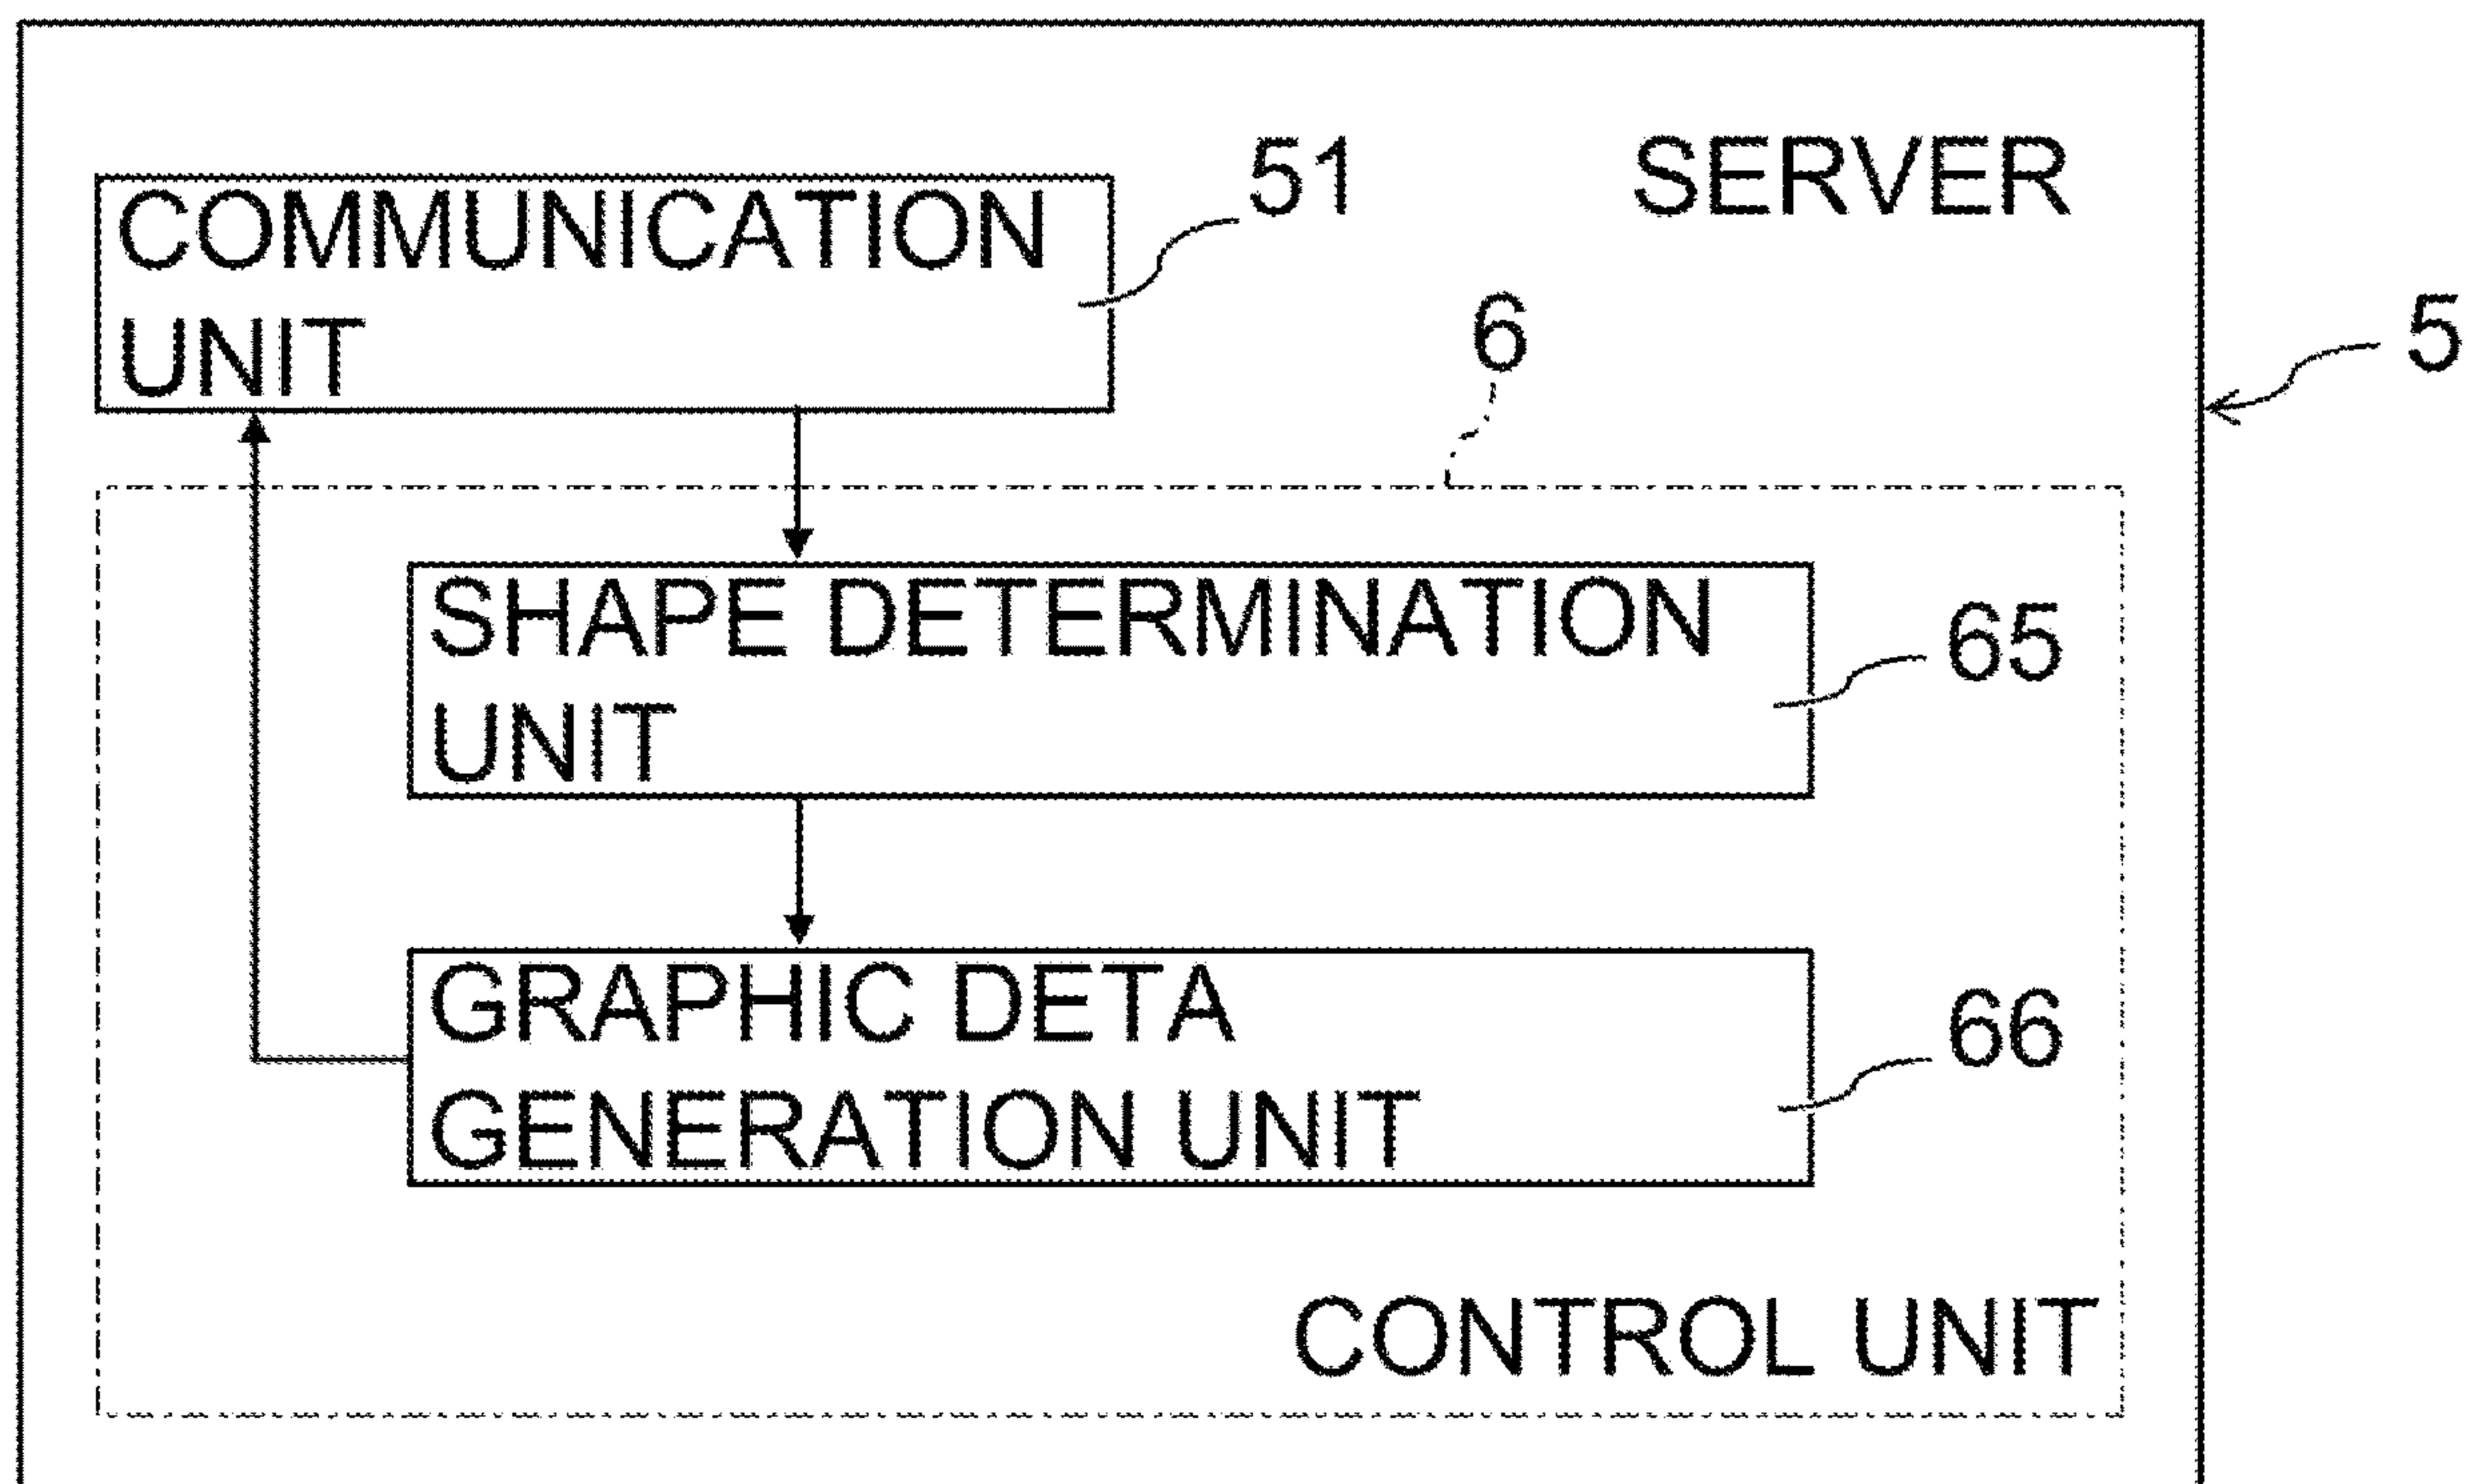 51
SERVER
COMMUNICATION
UNIT
6
5
SHAPE DETERMINATION
UNIT
65
GRAPHIC DETA
GENERATION UNIT
66
CONTROL UNIT